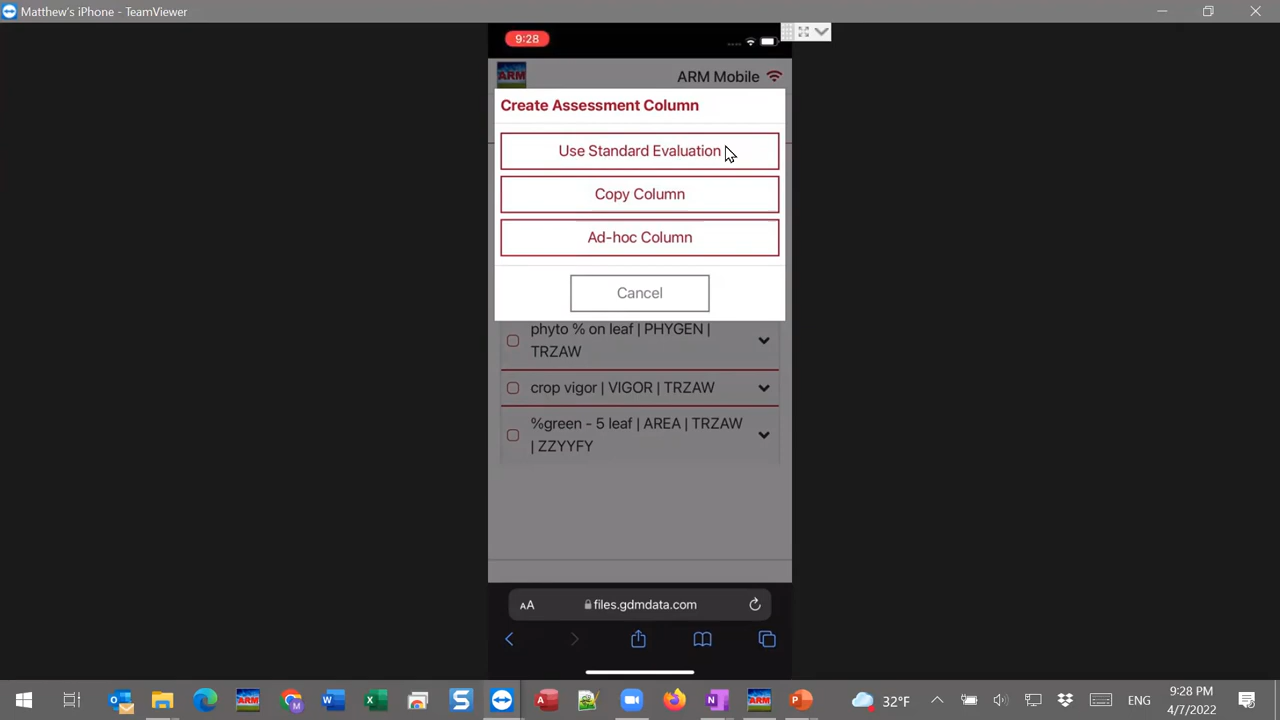 Matthew's iPhone - TeamViewer
9:28
ARM
ARM Mobile
Create Assessment Column
Use Standard Evaluation
Copy Column
Ad-hoc Column
Cancel
phyto % on leaf | PHYGEN |
TRZAW
crop vigor | VIGOR | TRZAW
%green - 5 leaf | AREA | TRZAW
| ZZYYFY
AA
files.gdmdata.com
32°F
ENG
9:28 PM
4/7/2022